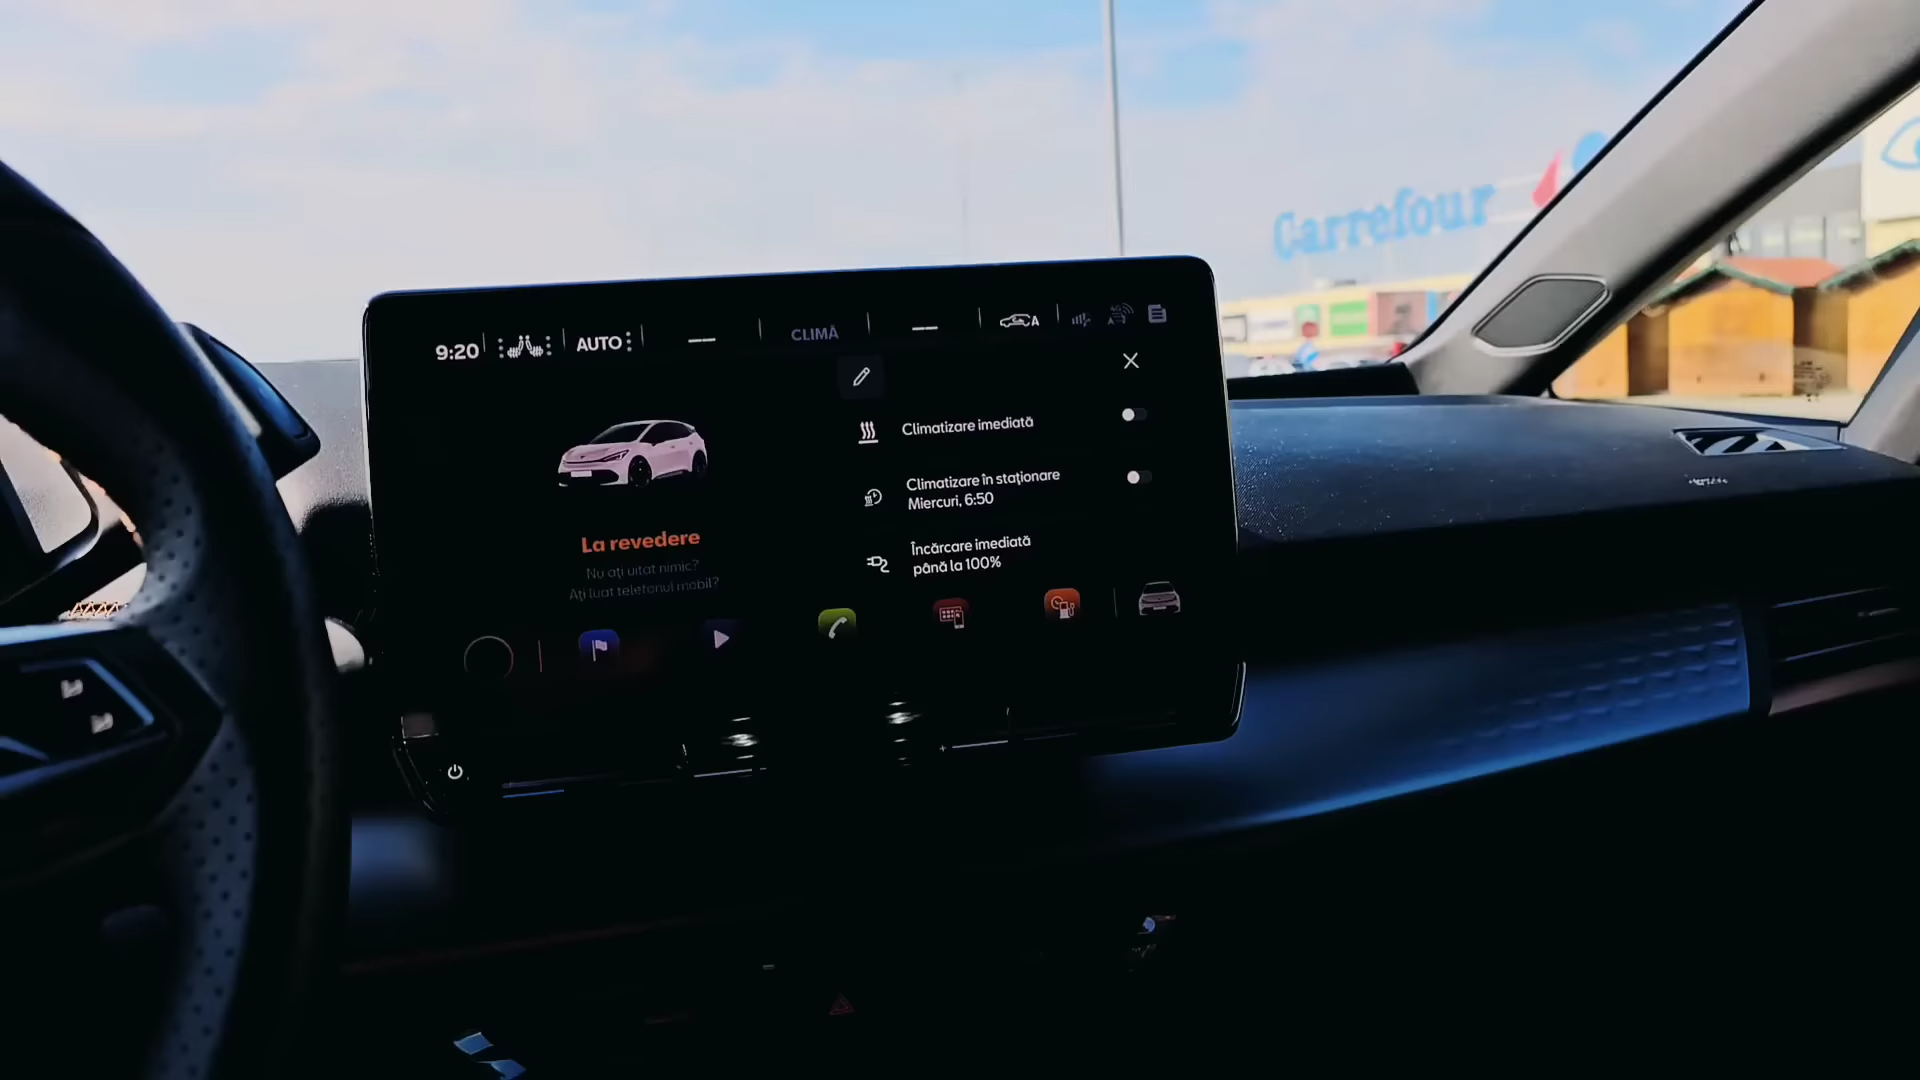 Carrefour
9:20
AUTO
CLIMĂ
A
Climatizare imediată
Climatizare în staționare
Miercuri, 6:50
Încărcare imediată
până la 100%
La revedere
Nu ați uitat nimic?
Ați luat telefonul mobil?